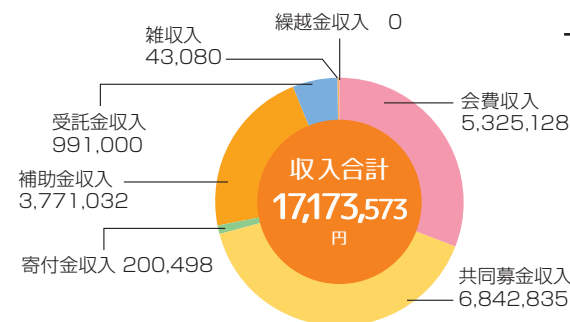 繰越金収入 0
雑収入
43,080
会費収入
5,325,128
受託金収入
991,000
収入合計
17,173,573
円
補助金収入
3,771,032
寄付金収入 200,498
共同募金収入
6,842,835